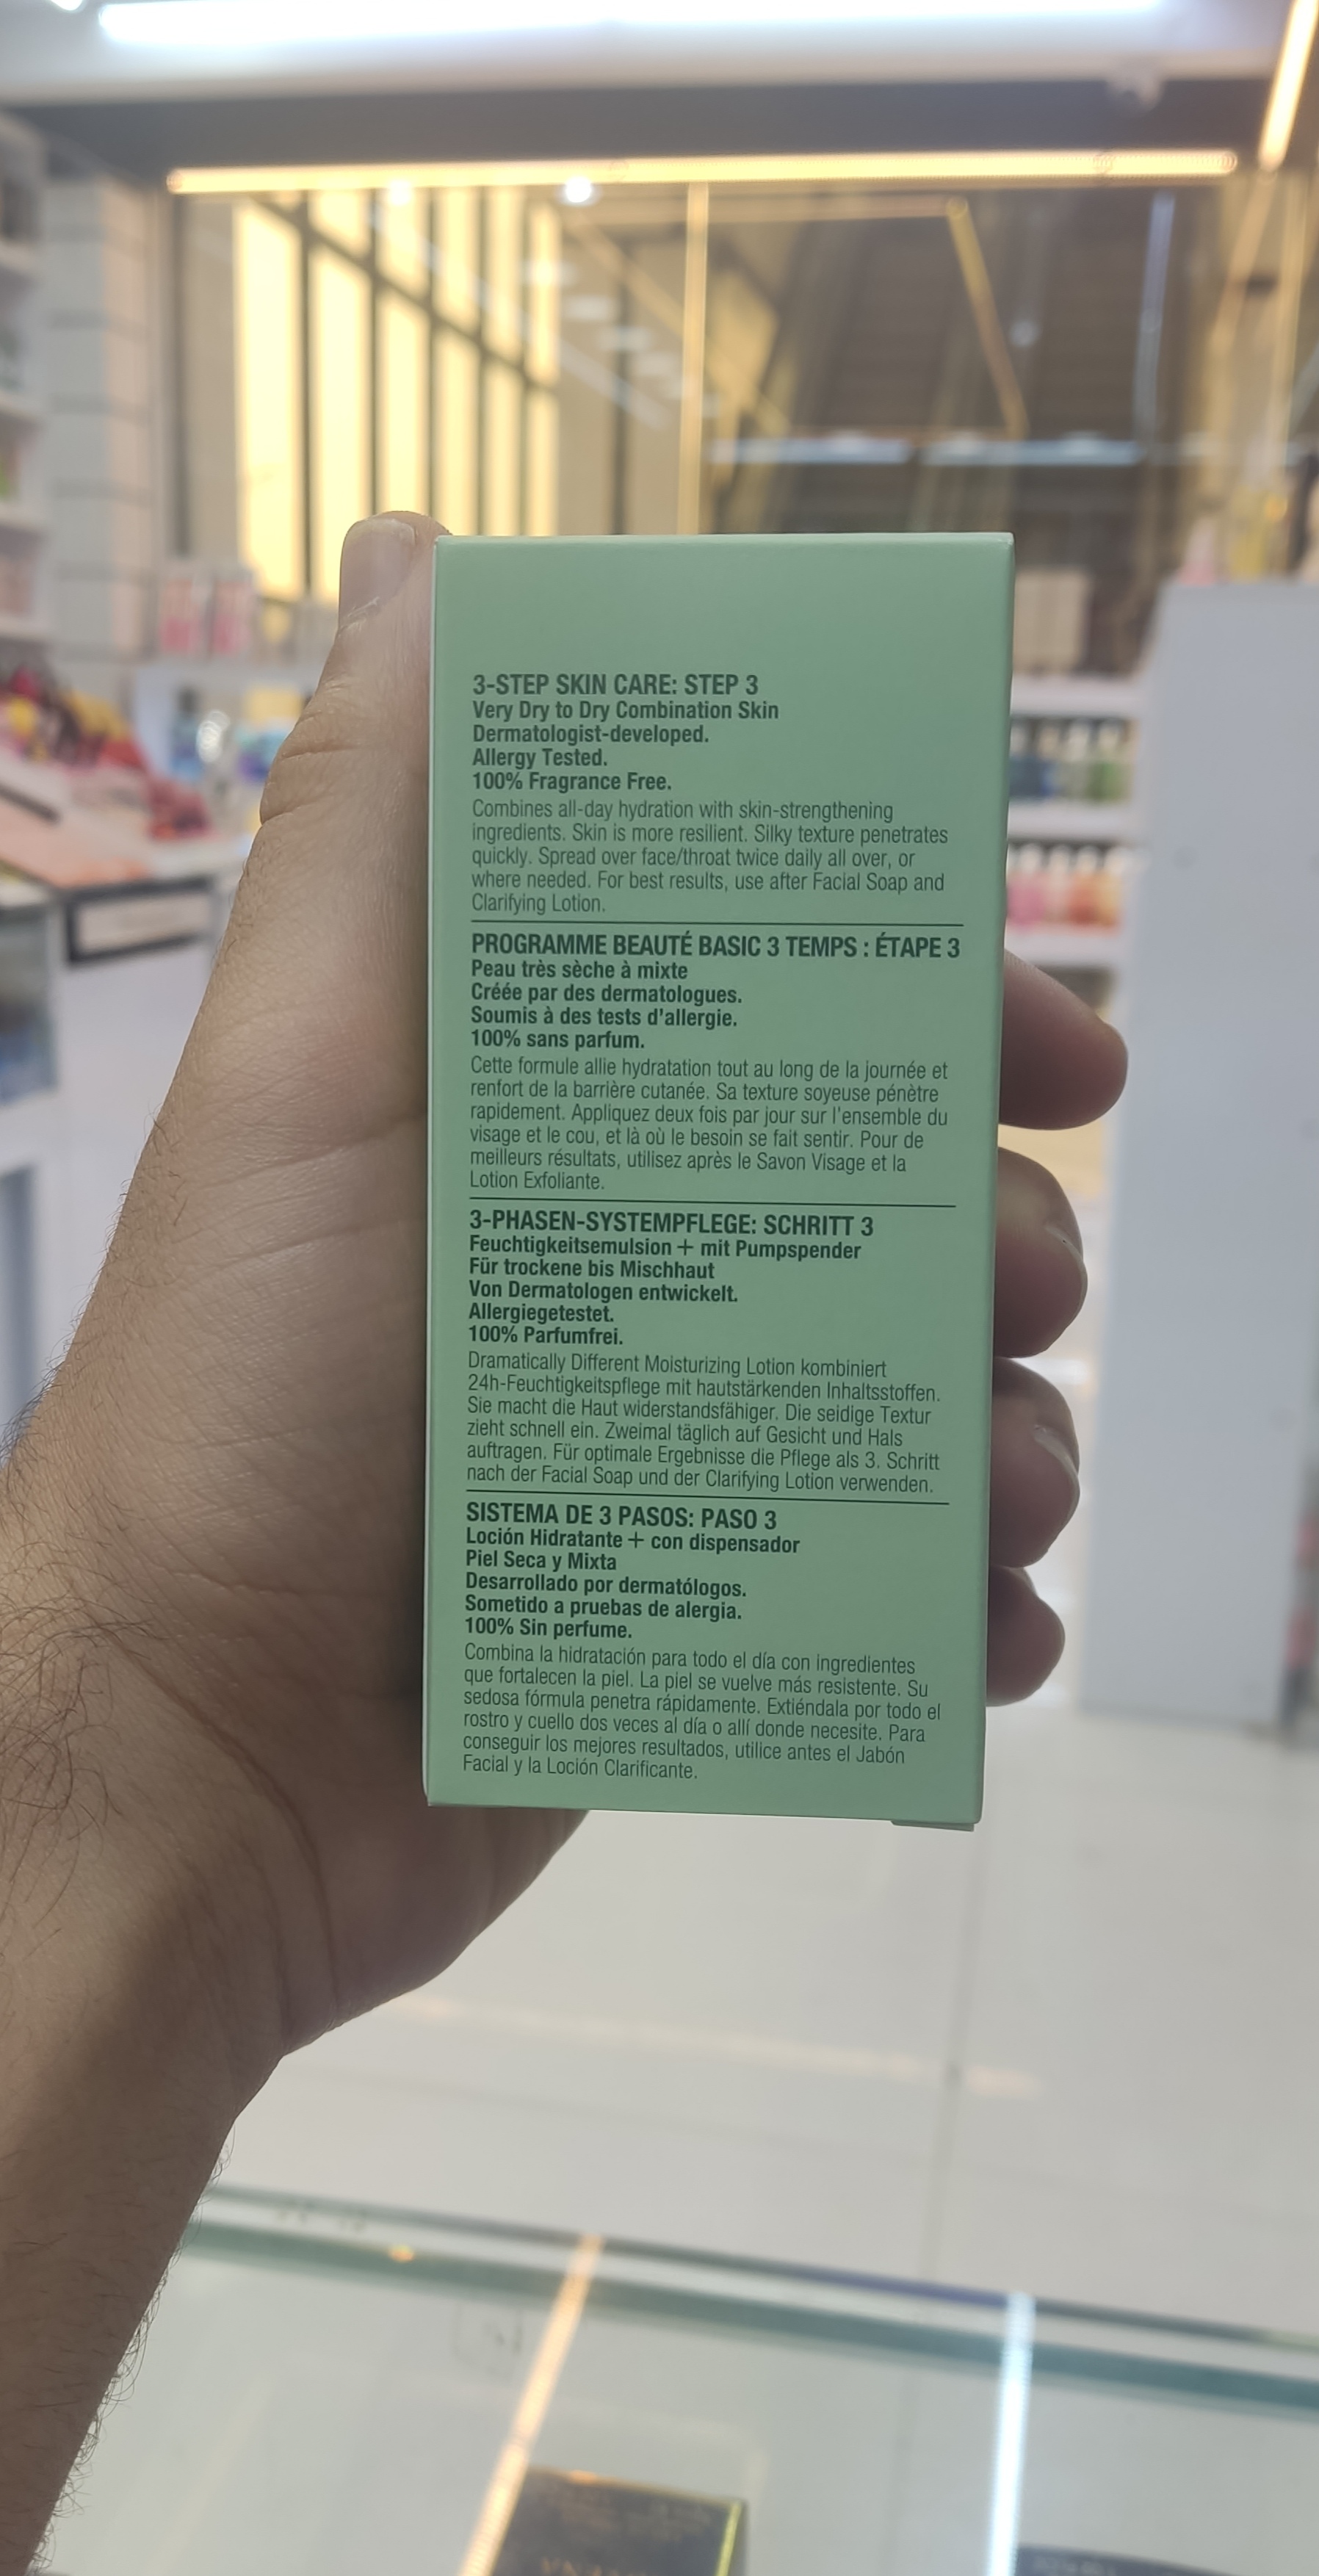 3-STEP SKIN CARE: STEP 3
Very Dry to Dry Combination Skin
Dermatologist-developed.
Allergy Tested.
100% Fragrance Free.
Combines all-day hydration with skin-strengthening
ingredients. Skin is more resilient. Silky texture penetrates
quickly. Spread over face/throat twice daily all over, or
where needed. For best results, use after Facial Soap and
Clarifying Lotion.
PROGRAMME BEAUTÉ BASIC 3 TEMPS : ÉTAPE 3
Peau très sèche à mixte
Créée par des dermatologues.
Soumis à des tests d'allergie.
100% sans parfum.
Cette formule allie hydratation tout au long de la journée et
renfort de la barrière cutanée. Sa texture soyeuse pénètre
rapidement. Appliquez deux fois par jour sur l'ensemble du
visage et le cou, et là où le besoin se fait sentir. Pour de
meilleurs résultats, utilisez après le Savon Visage et la
Lotion Exfoliante.
3-PHASEN-SYSTEMPFLEGE: SCHRITT 3
Feuchtigkeitsemulsion + mit Pumpspender
Für trockene bis Mischhaut
Von Dermatologen entwickelt.
Allergiegetestet.
100% Parfumfrei.
Dramatically Different Moisturizing Lotion kombiniert
24h-Feuchtigkeitspflege mit hautstärkenden Inhaltsstoffen.
Sie macht die Haut widerstandsfähiger. Die seidige Textur
zieht schnell ein. Zweimal täglich auf Gesicht und Hals
auftragen. Für optimale Ergebnisse die Pflege als 3. Schritt
nach der Facial Soap und der Clarifying Lotion verwenden.
SISTEMA DE 3 PASOS: PASO 3
Loción Hidratante + con dispensador
Piel Seca y Mixta
Desarrollado por dermatólogos.
Sometido a pruebas de alergia.
100% Sin perfume.
Combina la hidratación para todo el día con ingredientes
que fortalecen la piel. La piel se vuelve más resistente. Su
sedosa fórmula penetra rápidamente. Extiéndala por todo el
rostro y cuello dos veces al día o allí donde necesite. Para
conseguir los mejores resultados, utilice antes el Jabón
Facial y la Loción Clarificante.